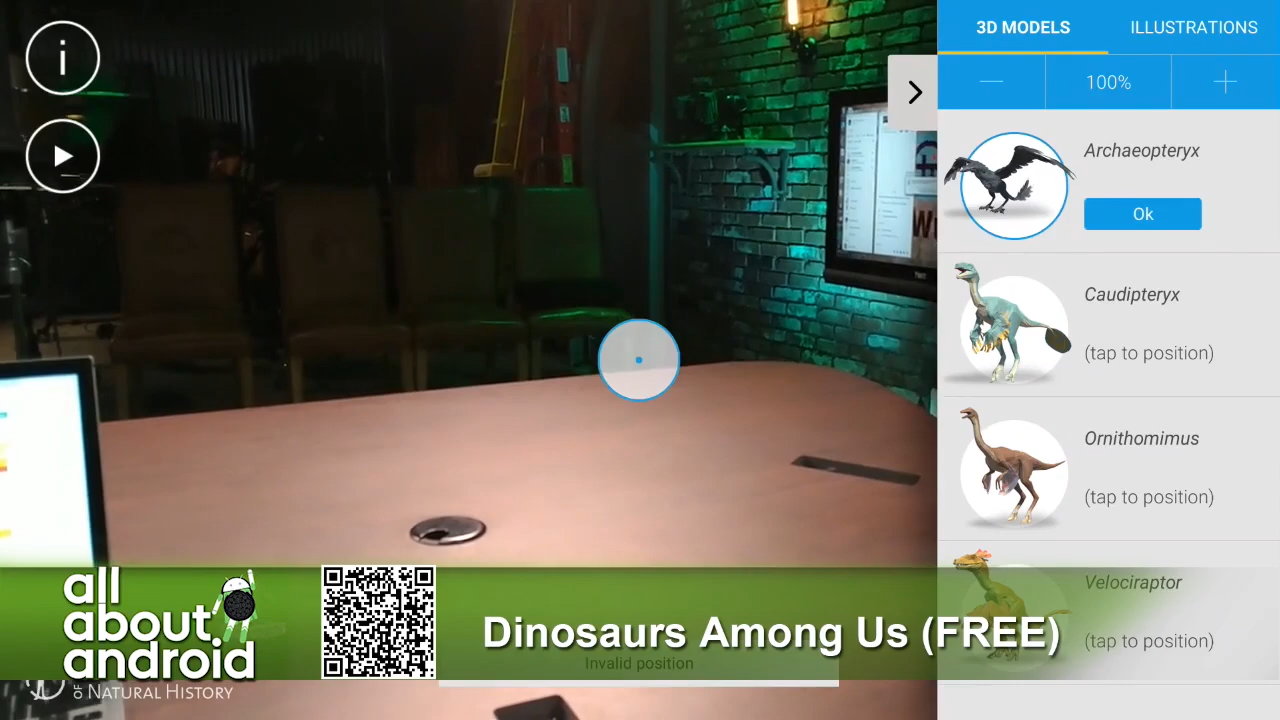 3D MODELS
ILLUSTRATIONS
100%
Archaeopteryx
Ok
Caudipteryx
(tap to position)
Ornithomimus
(tap to position)
Velociraptor
(tap to position)
all
about
android
Dinosaurs Among Us (FREE)
Invalid position
OF NATURAL HISTORY